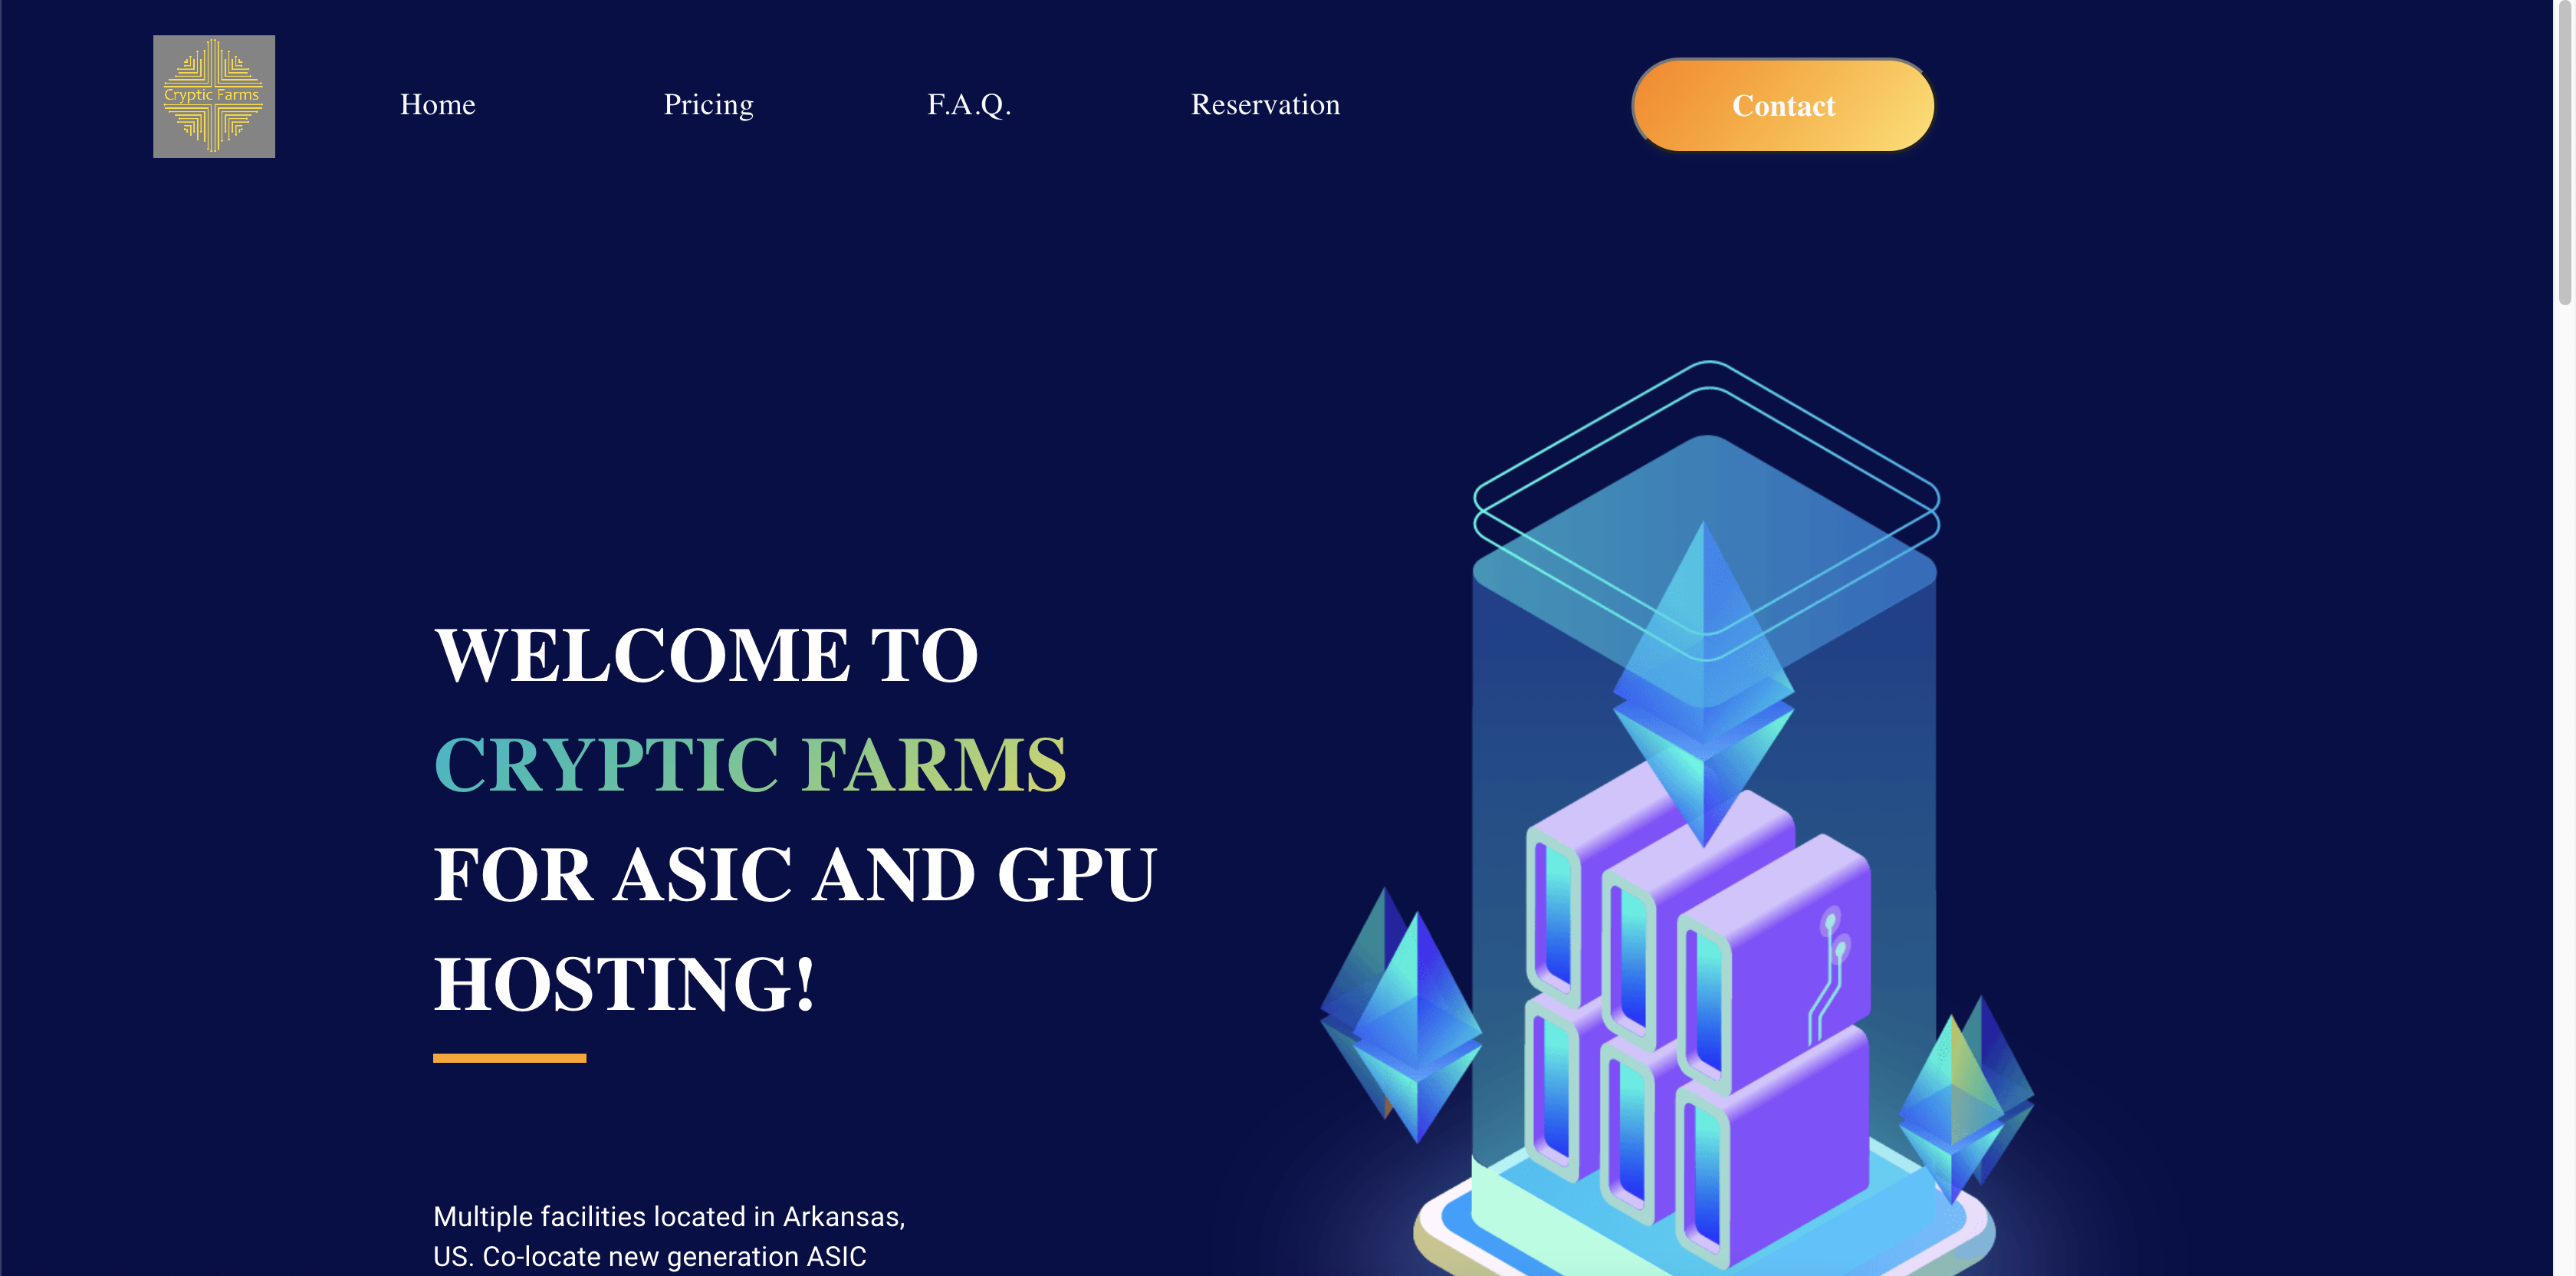 Cryptic Farms
Home
Pricing
F.A.Q.
Reservation
Contact
WELCOME TO
CRYPTIC FARMS
FOR ASIC AND GPU
HOSTING!
Multiple facilities located in Arkansas,
US. Co-locate new generation ASIC